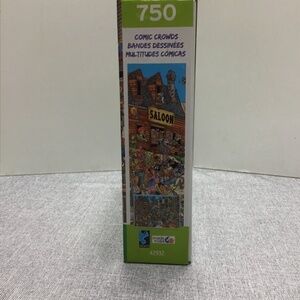 750
COMIC CROWDS
BANDES DESSINÉES
MULTITUDES CÓMICAS
SALOON